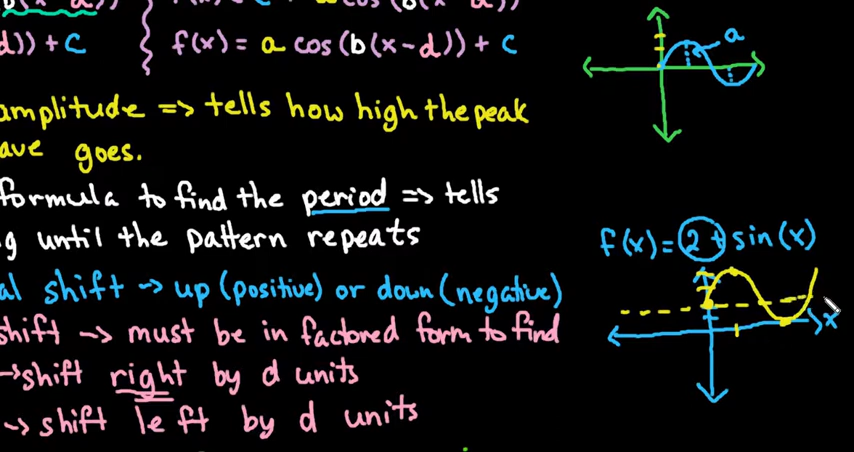 f(x) = a cos (b(x-d)) + c
d)) + c
a
amplitude => tells how high the peak
ave goes.
formula to find the period => tells
g until the pattern repeats
f(x) = 2 + sin(x)
al shift -> up (positive) or down (negative)
shift -> must be in factored form to find
-> shift right by d units
-> shift left by d units
x